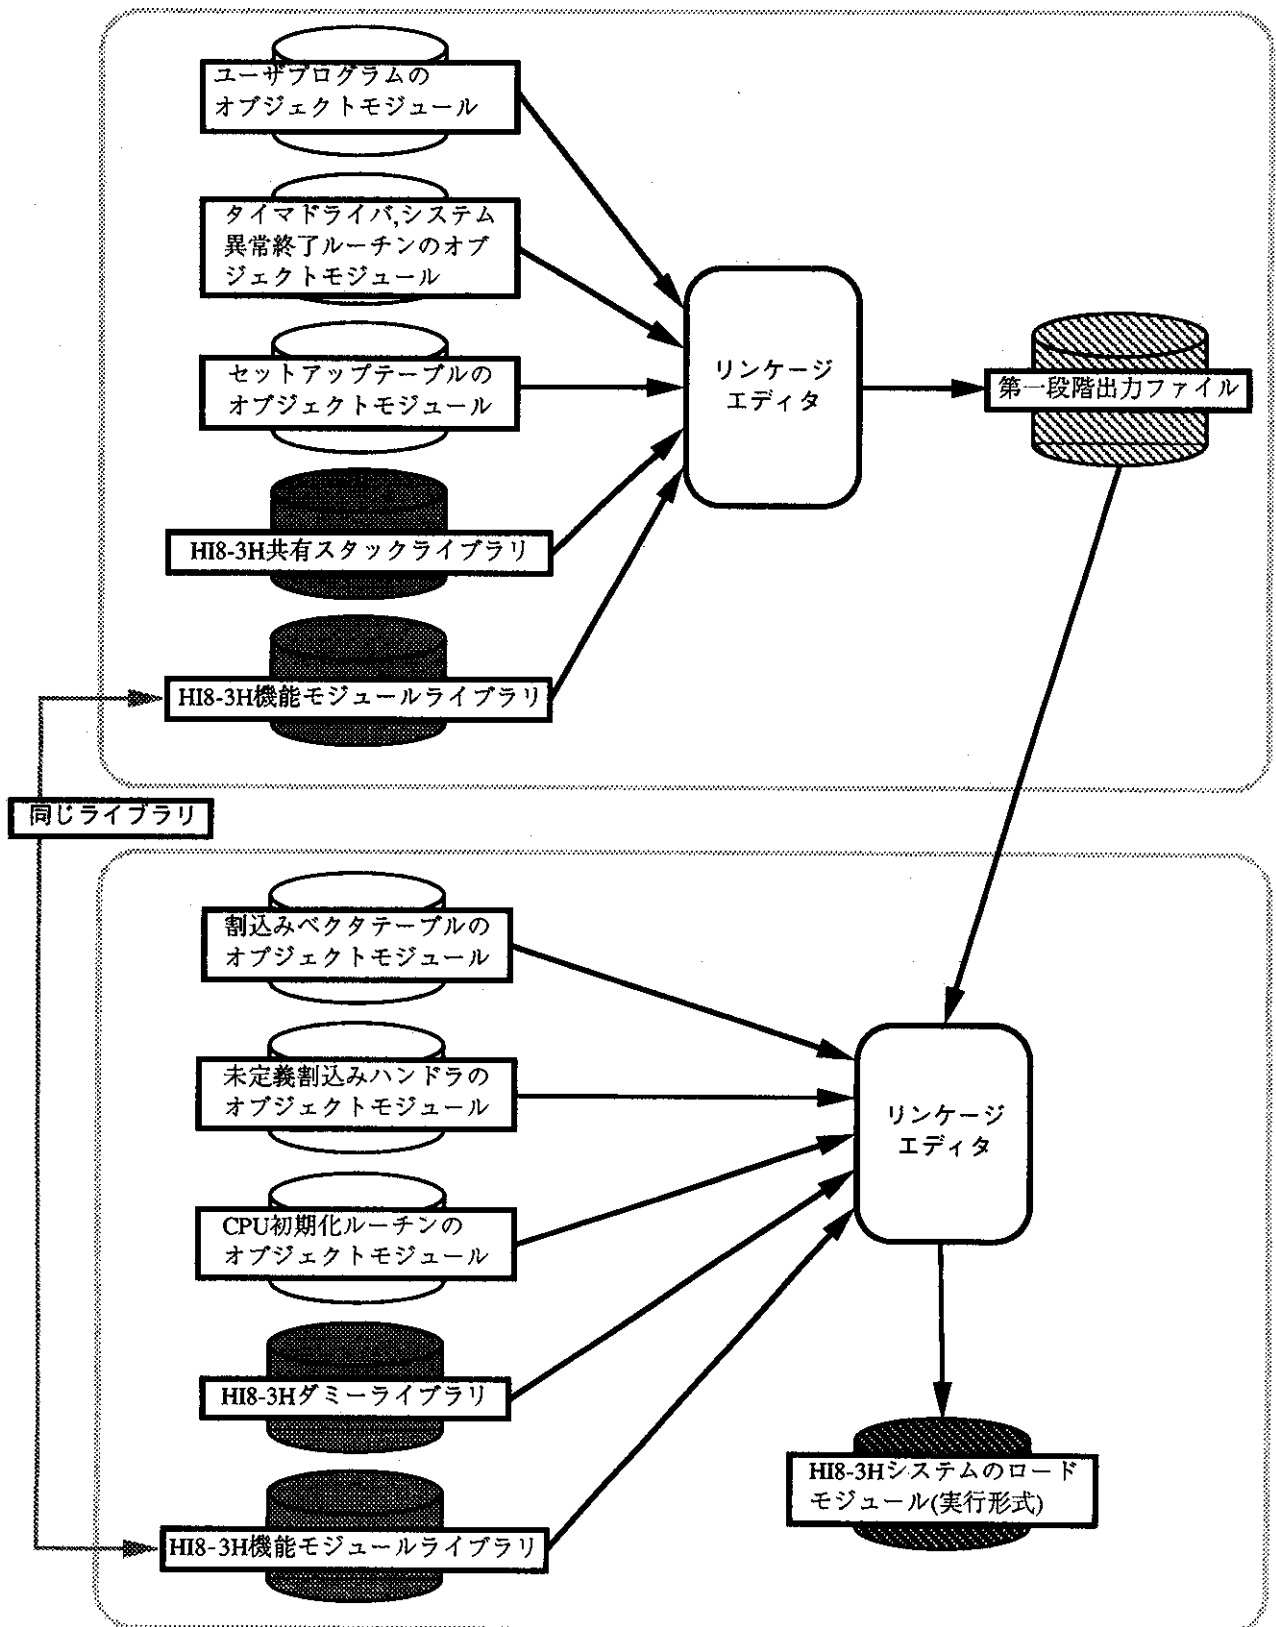 ユーザプログラムの
オブジェクトモジュール
タイマドライバ,システム
異常終了ルーチンのオブ
ジェクトモジュール
セットアップテーブルの
オブジェクトモジュール
HI8-3H共有スタックライブラリ
HI8-3H機能モジュールライブラリ
リンケージ
エディタ
第一段階出力ファイル
同じライブラリ
割込みベクタテーブルの
オブジェクトモジュール
未定義割込みハンドラの
オブジェクトモジュール
CPU初期化ルーチンの
オブジェクトモジュール
HI8-3Hダミーライブラリ
HI8-3H機能モジュールライブラリ
リンケージ
エディタ
HI8-3Hシステムのロード
モジュール(実行形式)